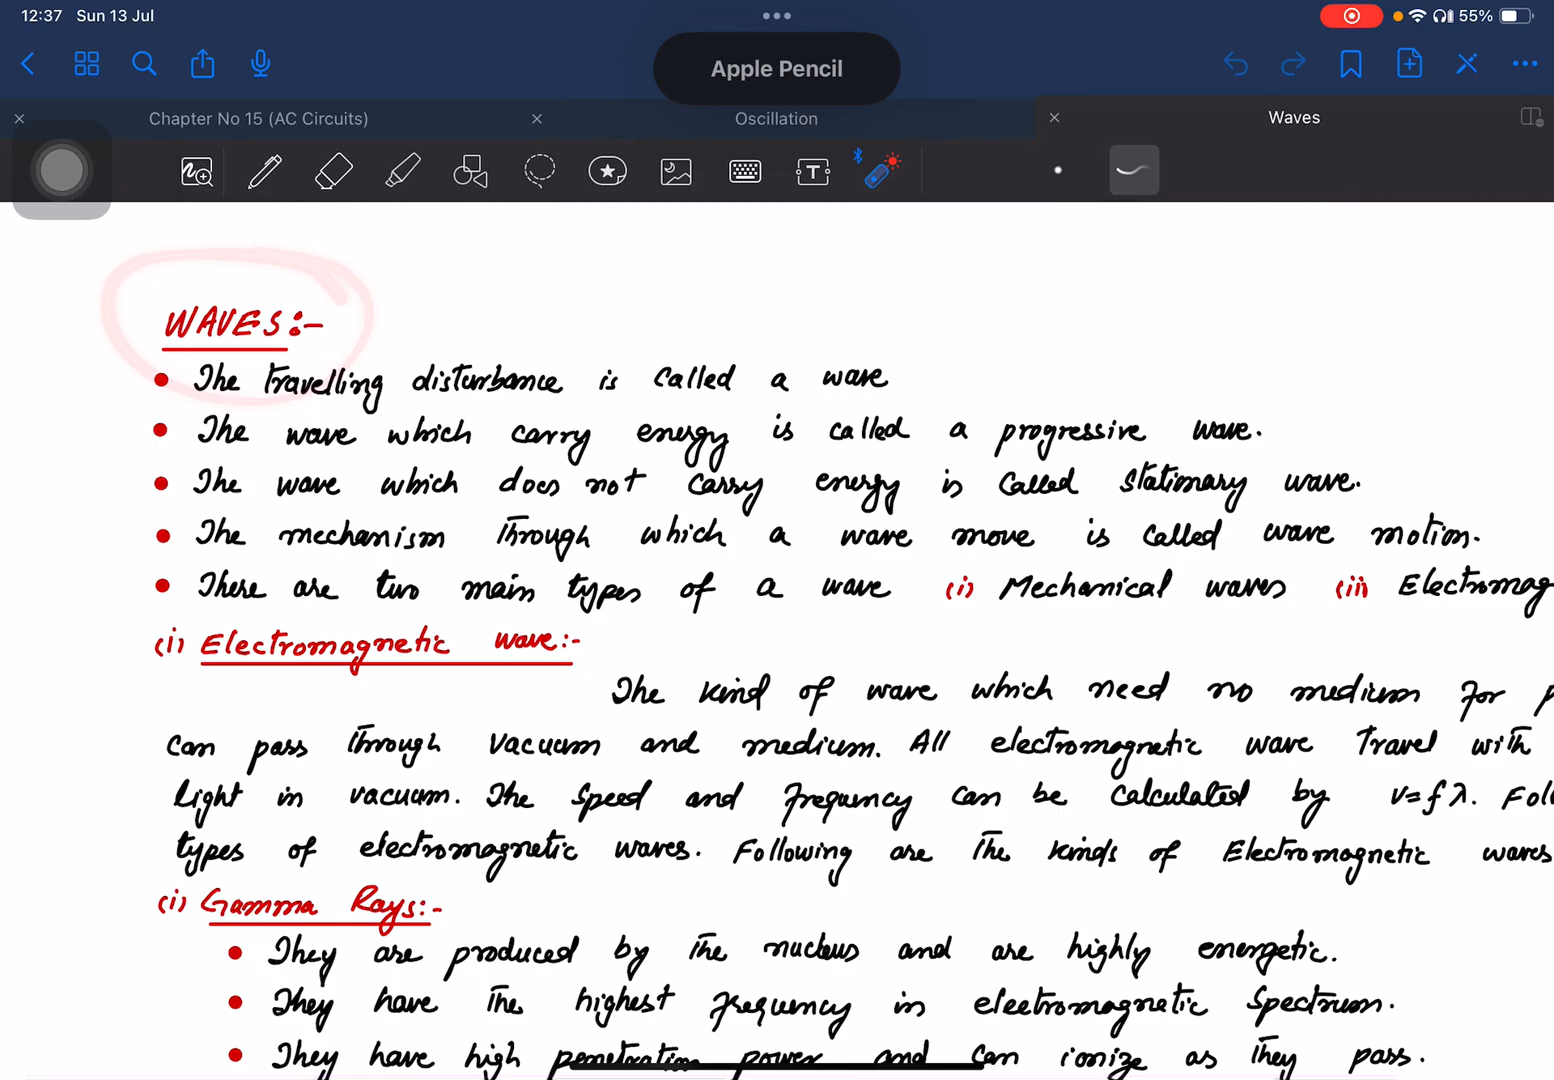 12:37 Sun 13 Jul
55%
Apple Pencil
Chapter No 15 (AC Circuits)
Oscillation
Waves
WAVES:-
• The travelling disturbance is called a wave
• The wave which carry energy is called a progressive wave.
• The wave which does not carry energy is called stationary wave.
• The mechanism through which a wave move is called wave motion.
• There are two main types of a wave (i) Mechanical waves (ii) Electromag
(i) Electromagnetic wave:-
The kind of wave which need no medium for p
can pass through vacuum and medium. All electromagnetic wave travel with
light in vacuum. The speed and frequency can be calculated by v=fλ. Foll
types of electromagnetic waves. Following are the kinds of Electromagnetic waves
(i) Gamma Rays:-
• They are produced by the nucleus and are highly energetic.
• They have the highest frequency in electromagnetic spectrum.
• They have high penetration power and can ionize as they pass.